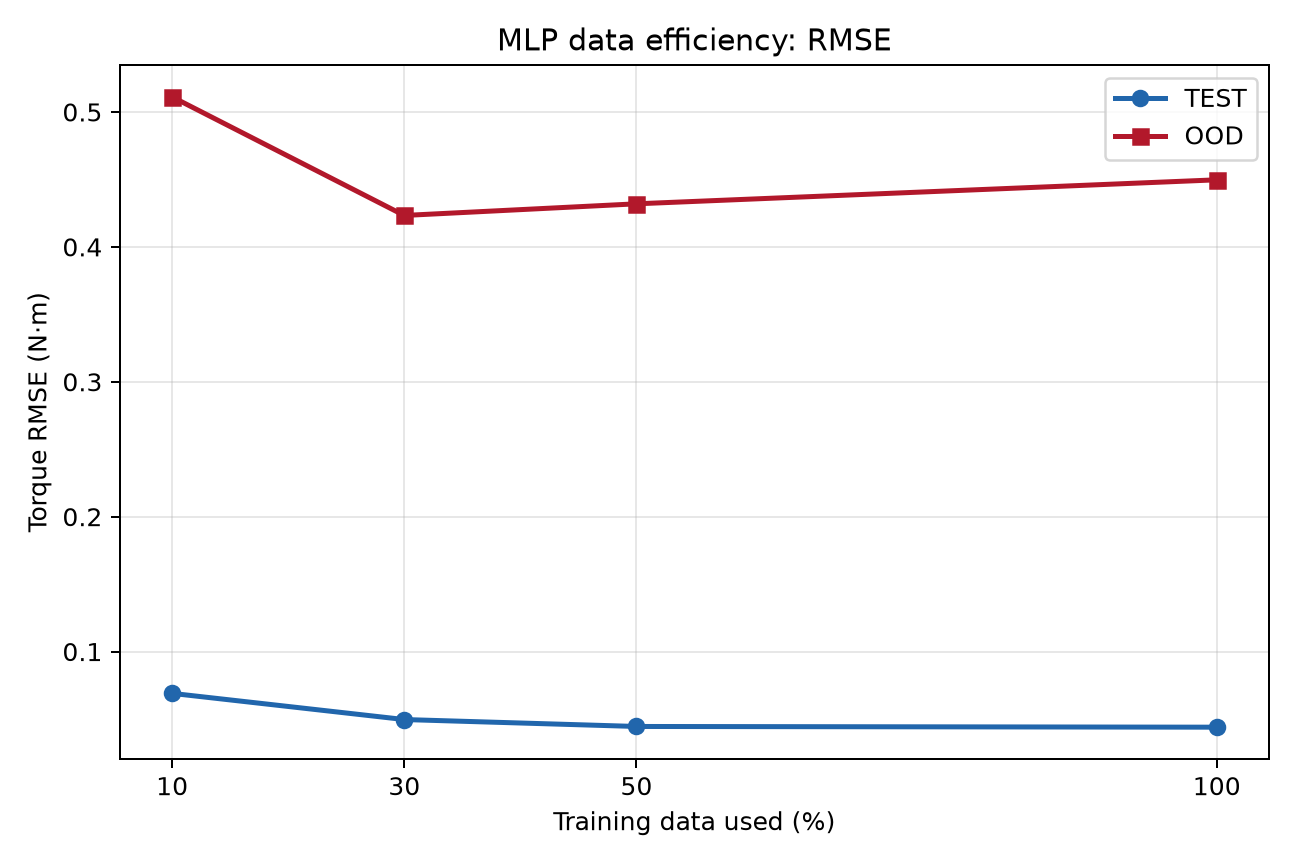 MLP data efficiency: RMSE
TEST
OOD
Torque RMSE (N·m)
0.5
0.4
0.3
0.2
0.1
10 30 50 100
Training data used (%)